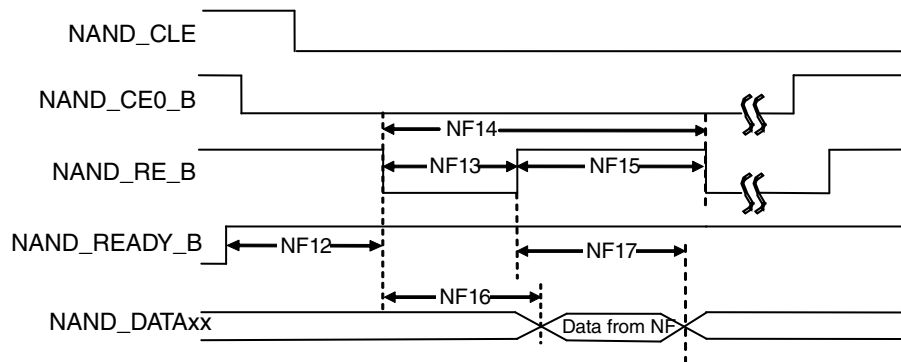 NAND_CLE
NAND_CE0_B
NF14
NAND_RE_B
NF13
NF15
NAND_READY_B
NF12
NF17
NF16
NAND_DATAxx
Data from NF